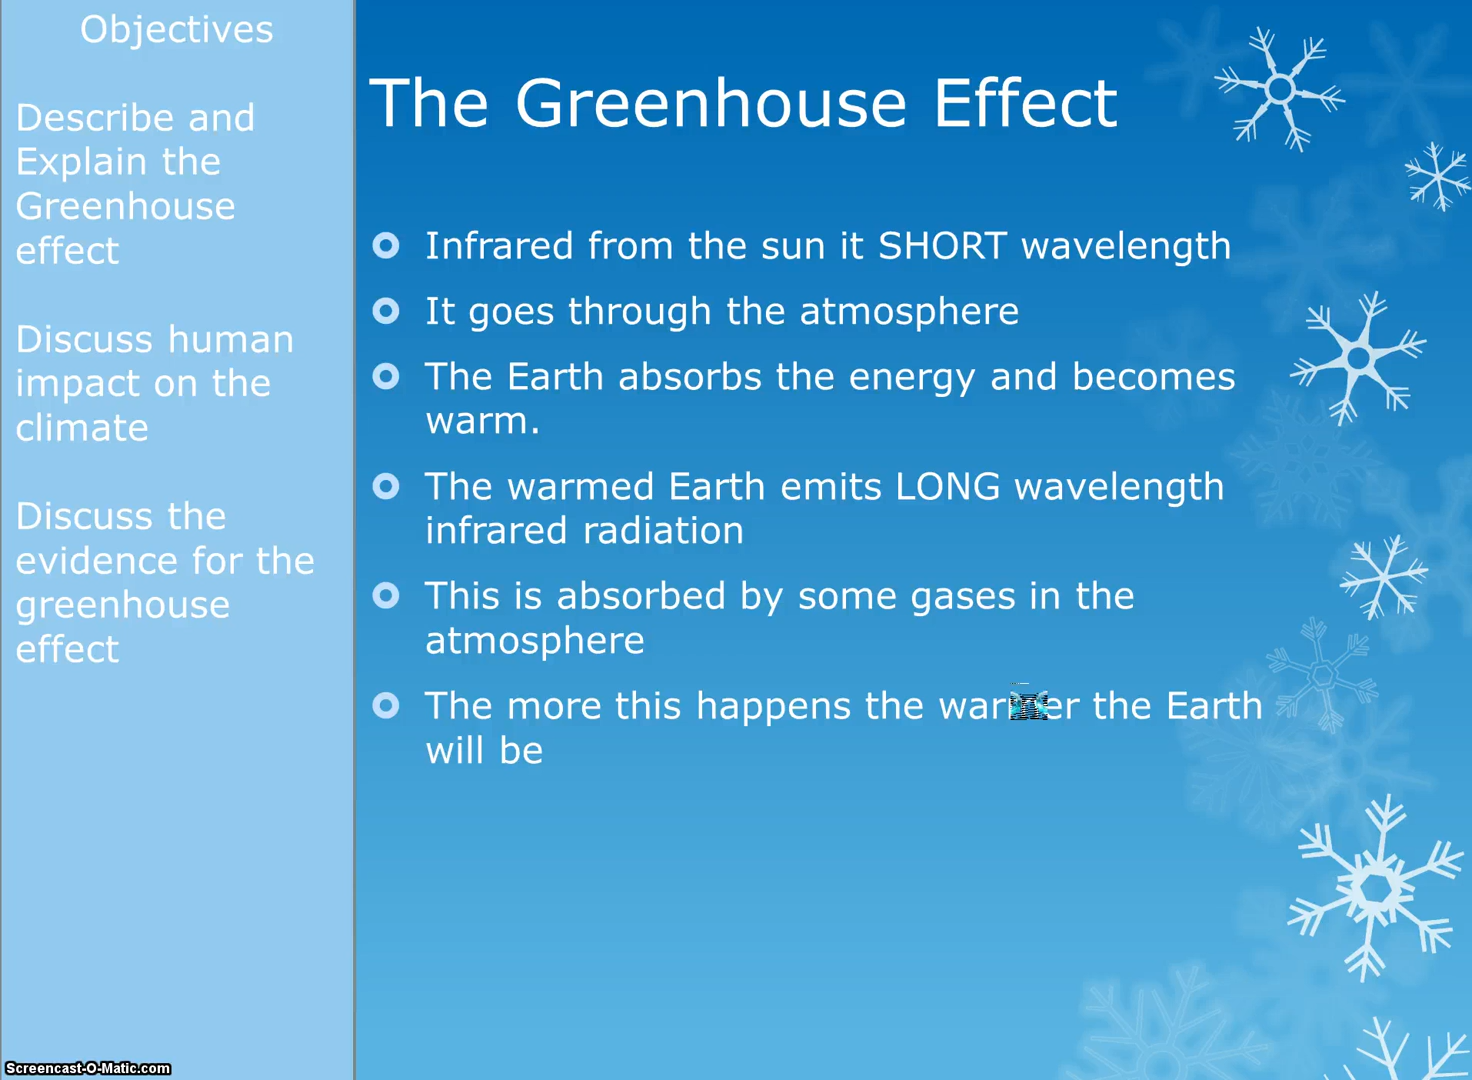 Objectives
Describe and
Explain the
Greenhouse
effect
Discuss human
impact on the
climate
Discuss the
evidence for the
greenhouse
effect
The Greenhouse Effect
Infrared from the sun it SHORT wavelength
It goes through the atmosphere
The Earth absorbs the energy and becomes
warm.
The warmed Earth emits LONG wavelength
infrared radiation
This is absorbed by some gases in the
atmosphere
The more this happens the warmer the Earth
will be
Screencast-O-Matic.com